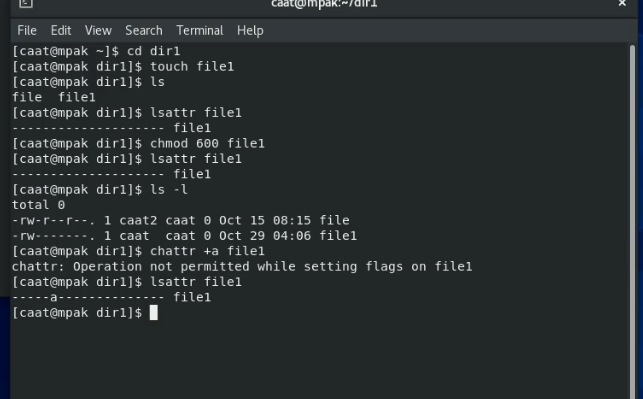 caat@mpak:~/dir1
File Edit View Search Terminal Help
[caat@mpak ~]$ cd dir1
[caat@mpak dir1]$ touch file1
[caat@mpak dir1]$ ls
file  file1
[caat@mpak dir1]$ lsattr file1
-------------------- file1
[caat@mpak dir1]$ chmod 600 file1
[caat@mpak dir1]$ lsattr file1
-------------------- file1
[caat@mpak dir1]$ ls -l
total 0
-rw-r--r--. 1 caat2 caat 0 Oct 15 08:15 file
-rw-------. 1 caat  caat 0 Oct 29 04:06 file1
[caat@mpak dir1]$ chattr +a file1
chattr: Operation not permitted while setting flags on file1
[caat@mpak dir1]$ lsattr file1
-----a-------------- file1
[caat@mpak dir1]$